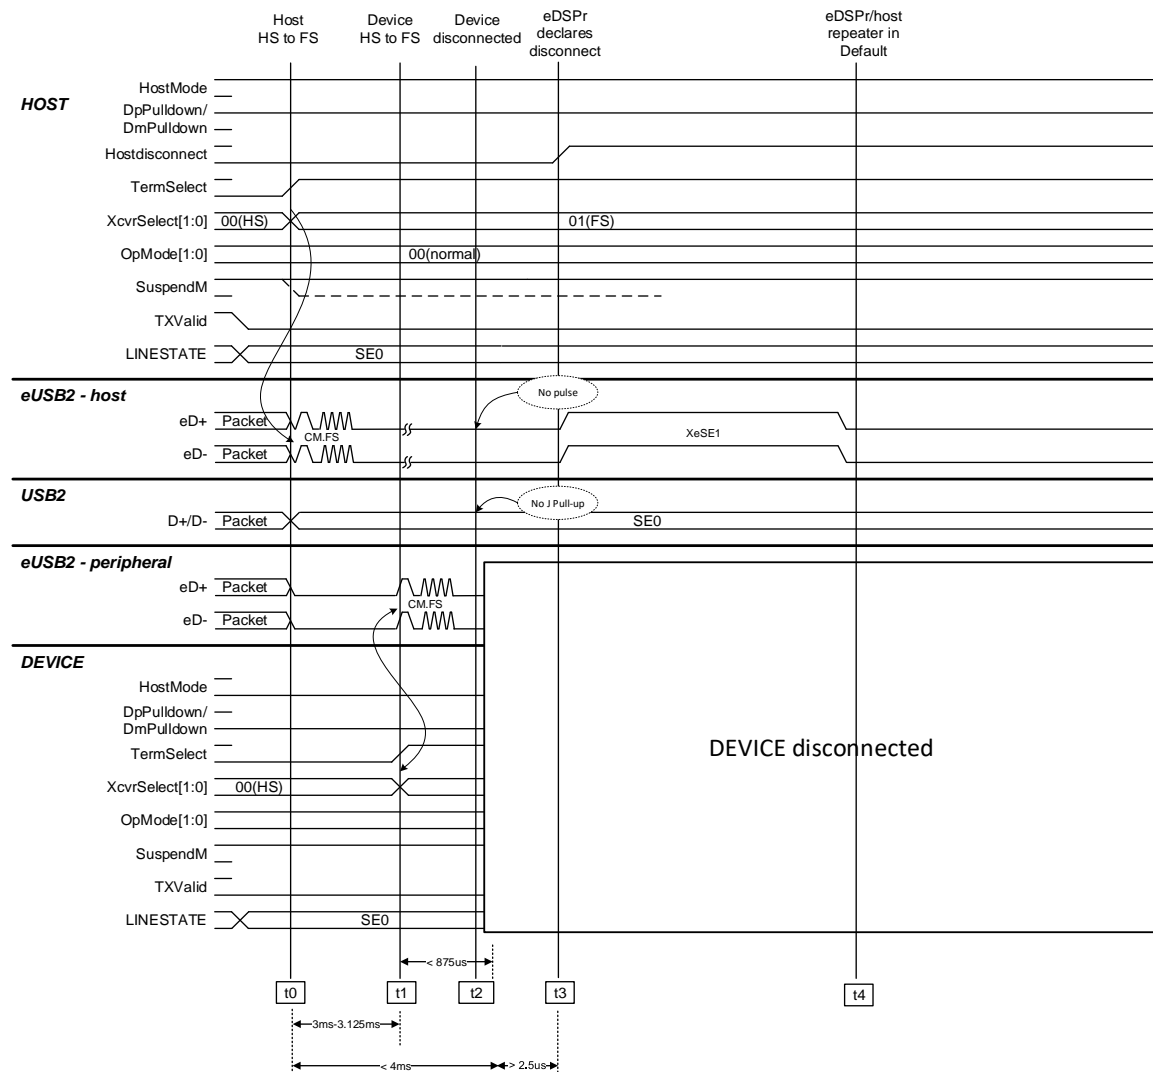 Host
HS to FS
Device
HS to FS
Device
disconnected
eDSPr
declares
disconnect
eDSPr/host
repeater in
Default
HOST
HostMode
DpPulldown/
DmPulldown
Hostdisconnect
TermSelect
XcvrSelect[1:0] 00(HS) 01(FS)
OpMode[1:0] 00(normal)
SuspendM
TXValid
LINESTATE SE0
eUSB2 - host
No pulse
eD+ Packet
CM.FS XeSE1
eD- Packet
USB2
No J Pull-up
D+/D- Packet SE0
eUSB2 - peripheral
eD+ Packet
CM.FS
eD- Packet
DEVICE
HostMode
DpPulldown/
DmPulldown
TermSelect
DEVICE disconnected
XcvrSelect[1:0] 00(HS)
OpMode[1:0]
SuspendM
TXValid
LINESTATE SE0
< 875us
t0 t1 t2 t3 t4
3ms-3.125ms
< 4ms > 2.5us